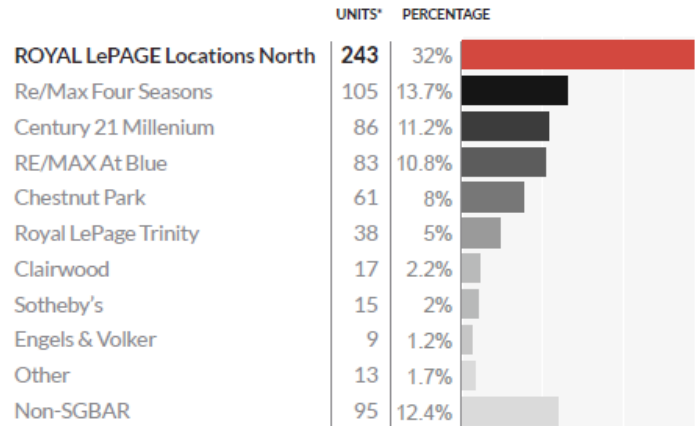 UNITS* PERCENTAGE
ROYAL LePAGE Locations North 243 32%
Re/Max Four Seasons 105 13.7%
Century 21 Millenium 86 11.2%
RE/MAX At Blue 83 10.8%
Chestnut Park 61 8%
Royal LePage Trinity 38 5%
Clairwood 17 2.2%
Sotheby's 15 2%
Engels & Volker 9 1.2%
Other 13 1.7%
Non-SGBAR 95 12.4%